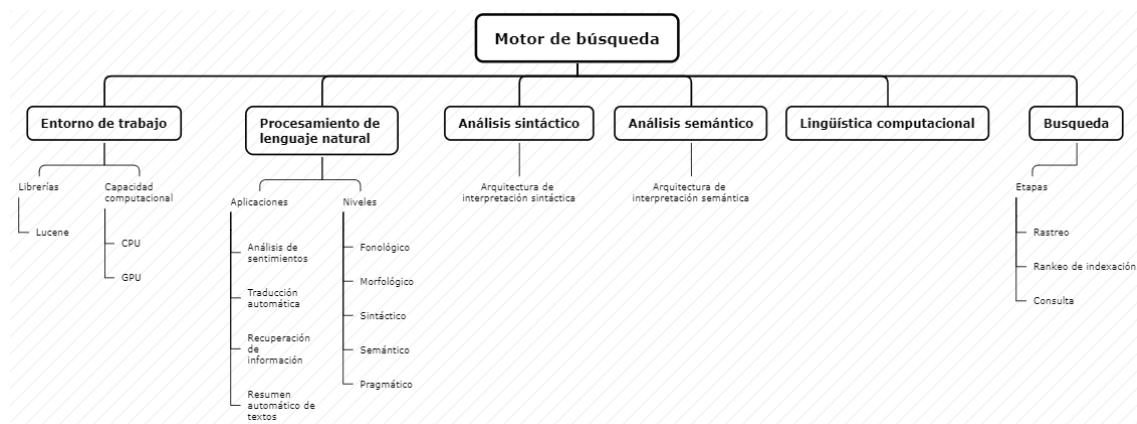 Motor de búsqueda
Entorno de trabajo
Librerías
Lucene
Capacidad
computacional
CPU
GPU
Procesamiento de
lenguaje natural
Aplicaciones
Análisis de
sentimientos
Traducción
automática
Recuperación
de
información
Resumen
automático de
textos
Niveles
Fonológico
Morfológico
Sintáctico
Semántico
Pragmático
Análisis sintáctico
Arquitectura de
interpretación sintáctica
Análisis semántico
Arquitectura de
interpretación semántica
Lingüística computacional
Busqueda
Etapas
Rastreo
Rankeo de indexación
Consulta